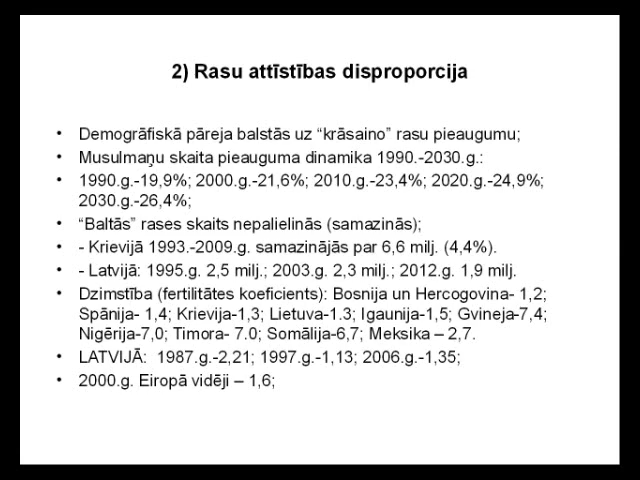 2) Rasu attīstības disproporcija
• Demogrāfiskā pāreja balstās uz “krāsaino” rasu pieaugumu;
• Musulmaņu skaita pieauguma dinamika 1990.-2030.g.:
• 1990.g.-19,9%; 2000.g.-21,6%; 2010.g.-23,4%; 2020.g.-24,9%;
2030.g.-26,4%;
• “Baltās” rases skaits nepalielinās (samazinās);
• - Krievijā 1993.-2009.g. samazinājās par 6,6 milj. (4,4%).
• - Latvijā: 1995.g. 2,5 milj.; 2003.g. 2,3 milj.; 2012.g. 1,9 milj.
• Dzimstība (fertilitātes koeficients): Bosnija un Hercogovina- 1,2;
Spānija- 1,4; Krievija-1,3; Lietuva-1.3; Igaunija-1,5; Gvineja-7,4;
Nigērija-7,0; Timora- 7.0; Somālija-6,7; Meksika – 2,7.
• LATVIJĀ: 1987.g.-2,21; 1997.g.-1,13; 2006.g.-1,35;
• 2000.g. Eiropā vidēji – 1,6;